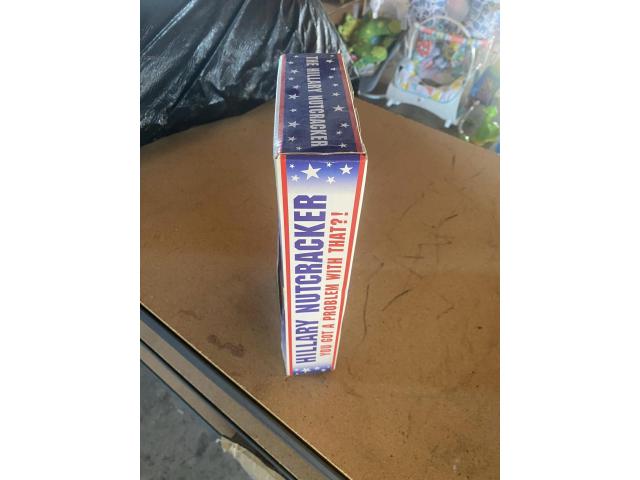 THE HILLARY NUTCRACKER
HILLARY NUTCRACKER
YOU GOT A PROBLEM WITH THAT?!